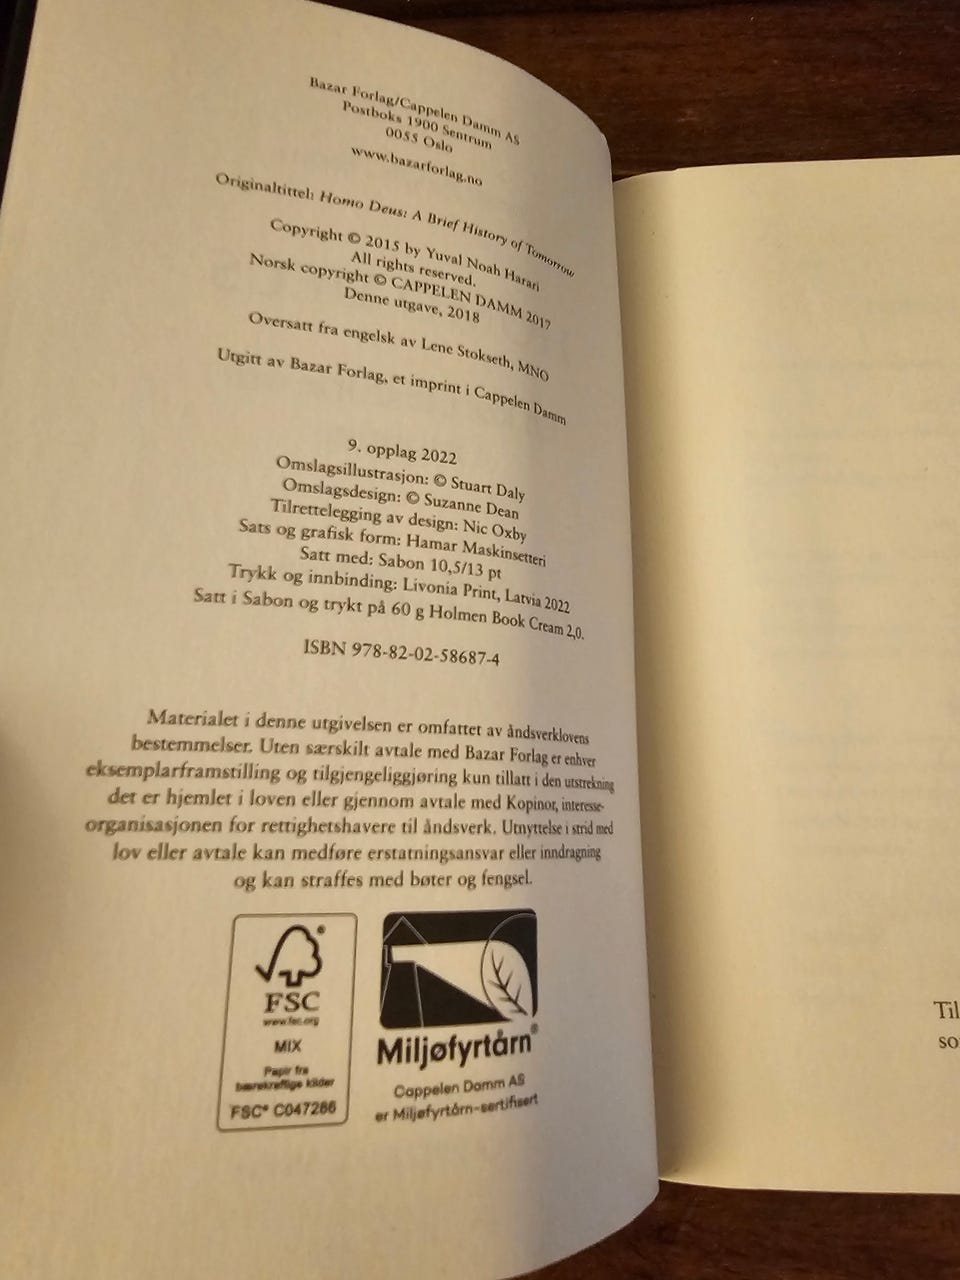 Bazar Forlag/Cappelen Damm AS
Postboks 1900 Sentrum
0055 Oslo
www.bazarforlag.no
Originaltittel: Homo Deus: A Brief History of Tomorrow
Copyright © 2015 by Yuval Noah Harari
All rights reserved.
Norsk copyright © CAPPELEN DAMM 2017
Denne utgave, 2018
Oversatt fra engelsk av Lene Stokseth, MNO
Utgitt av Bazar Forlag, et imprint i Cappelen Damm
9. opplag 2022
Omslagsillustrasjon: © Stuart Daly
Omslagsdesign: © Suzanne Dean
Tilrettelegging av design: Nic Oxby
Sats og grafisk form: Hamar Maskinsetteri
Satt med: Sabon 10,5/13 pt
Trykk og innbinding: Livonia Print, Latvia 2022
Satt i Sabon og trykt på 60 g Holmen Book Cream 2,0.
ISBN 978-82-02-58687-4
Materialet i denne utgivelsen er omfattet av åndsverklovens
bestemmelser. Uten særskilt avtale med Bazar Forlag er enhver
eksemplarframstilling og tilgjengeliggjøring kun tillatt i den utstrekning
det er hjemlet i loven eller gjennom avtale med Kopinor, interesse-
organisasjonen for rettighetshavere til åndsverk. Utnyttelse i strid med
lov eller avtale kan medføre erstatningsansvar eller inndragning
og kan straffes med bøter og fengsel.
FSC
www.fsc.org
MIX
Papir fra
bærekraftige kilder
FSC® C047286
Miljøfyrtårn®
Cappelen Damm AS
er Miljøfyrtårn-sertifisert
Til
so